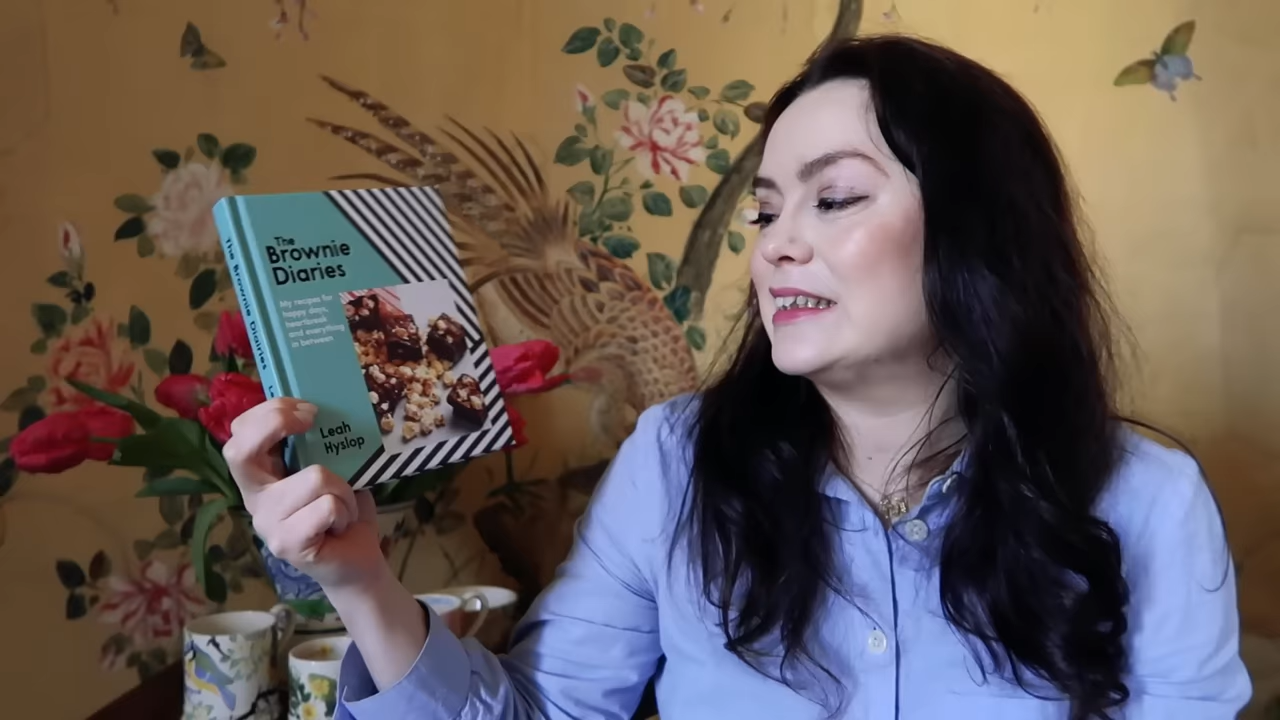 The
Brownie
Diaries
My recipes for
happy days,
heartbreak
and everything
in between
Leah
Hyslop
The Brownie Diaries